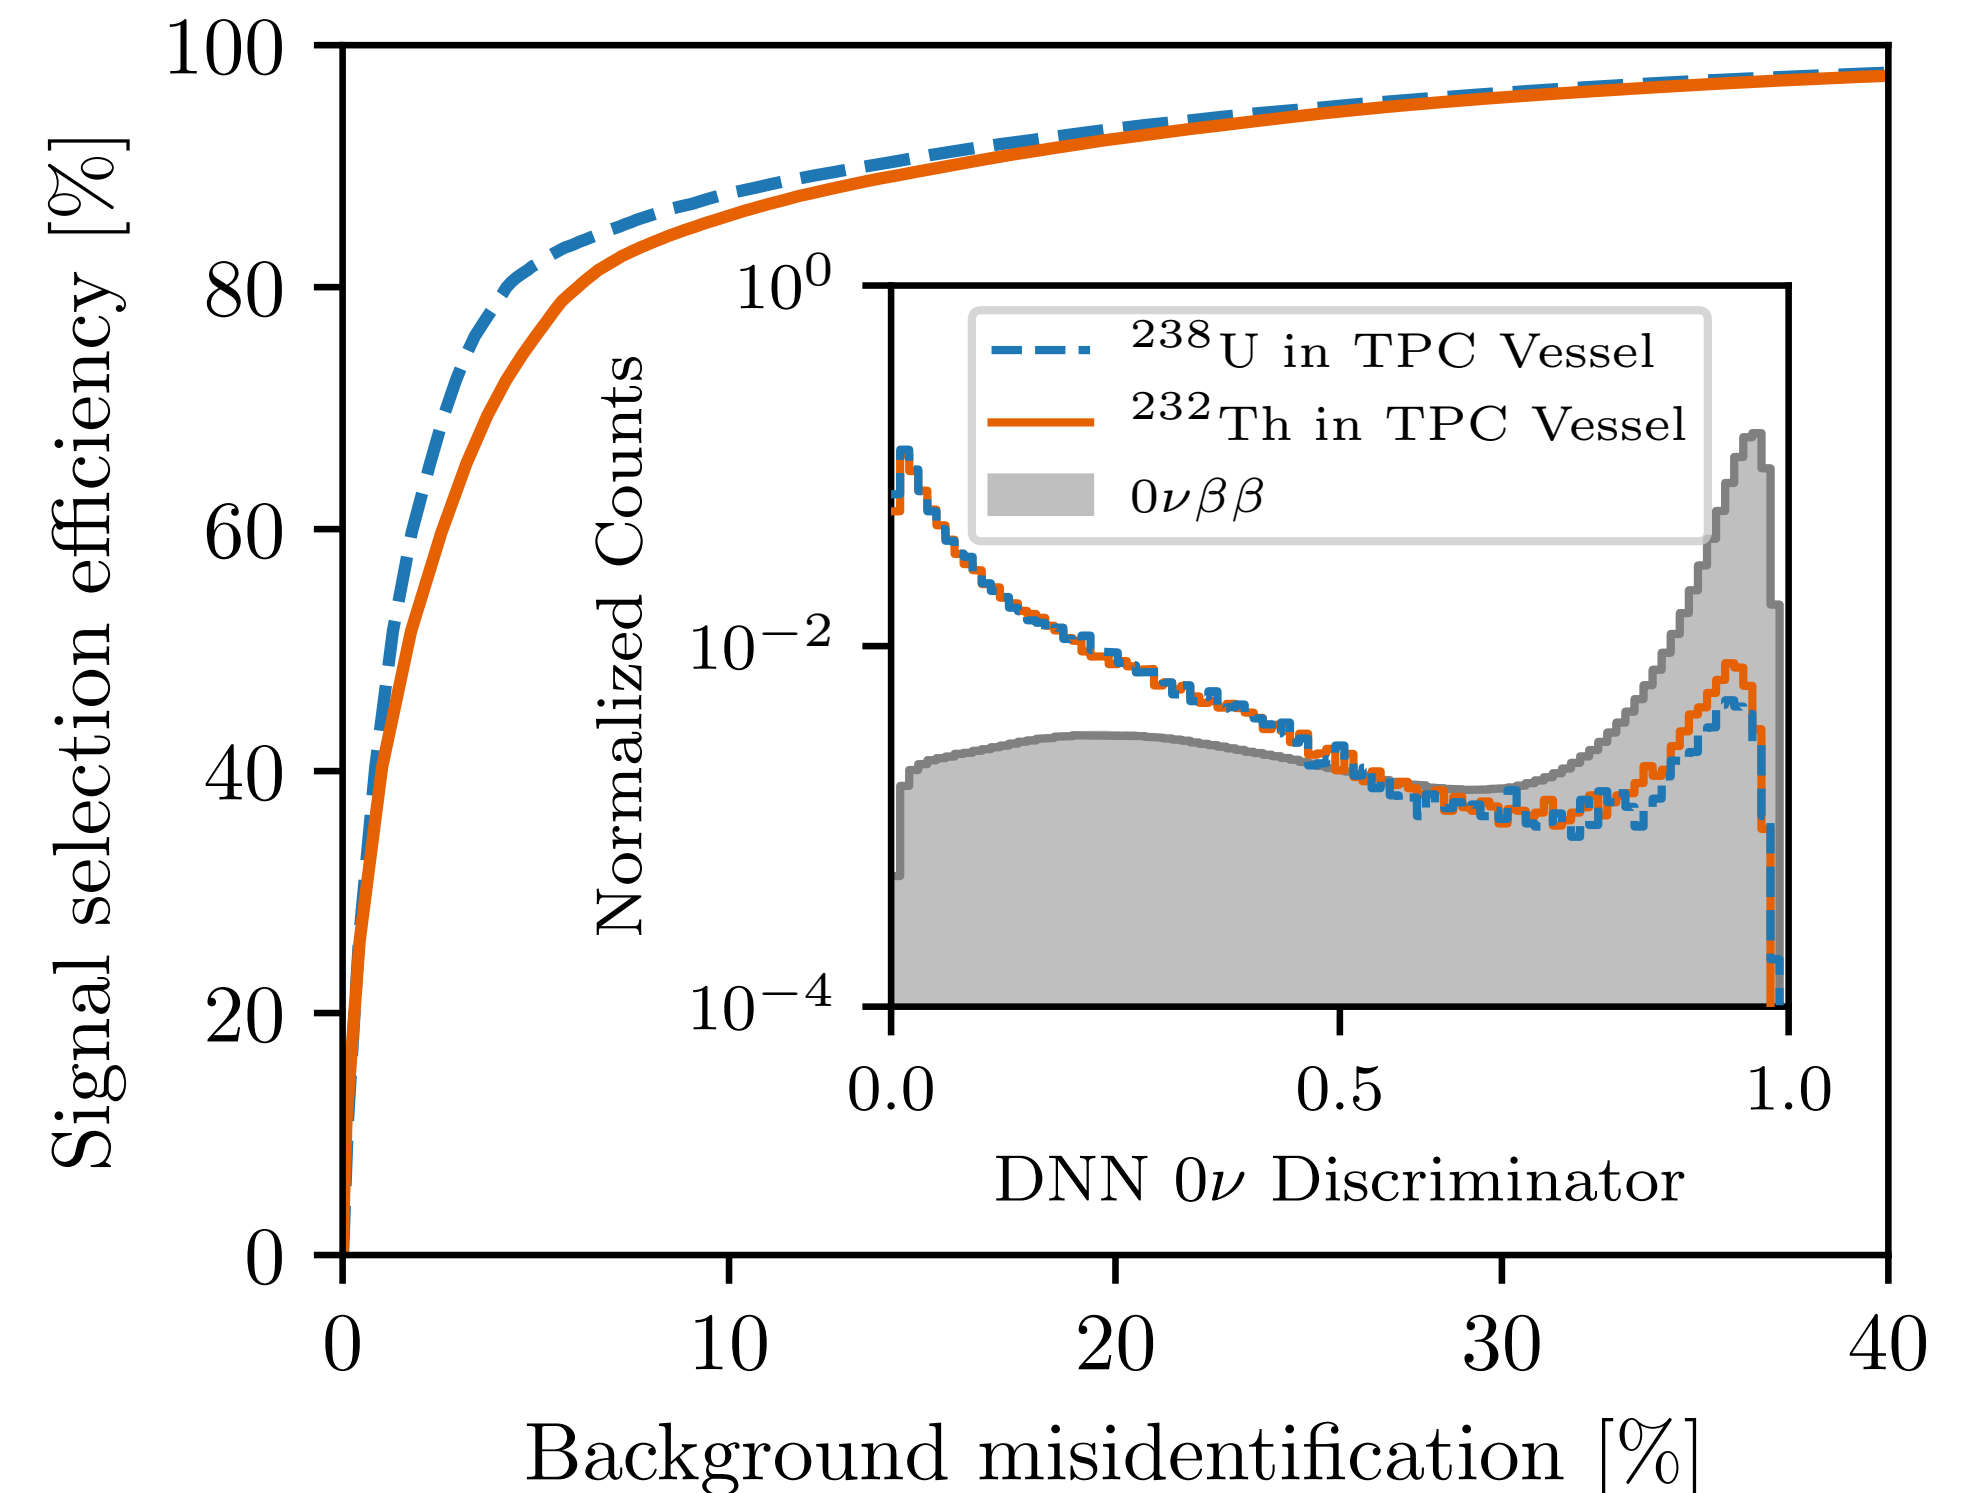 Signal selection efficiency [%]
100
80
60
40
20
0
0 10 20 30 40
Background misidentification [%]
Normalized Counts
10⁰
10⁻²
10⁻⁴
²³⁸U in TPC Vessel
²³²Th in TPC Vessel
0νββ
0.0 0.5 1.0
DNN 0ν Discriminator